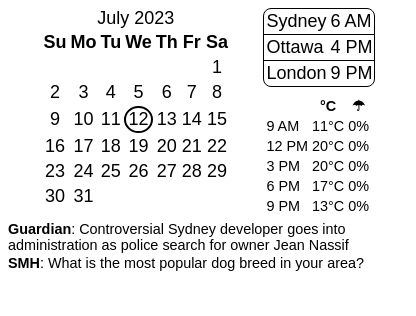 July 2023
Su Mo Tu We Th Fr Sa
1
2 3 4 5 6 7 8
9 10 11 12 13 14 15
16 17 18 19 20 21 22
23 24 25 26 27 28 29
30 31
Sydney 6 AM
Ottawa 4 PM
London 9 PM
°C ☂
9 AM 11°C 0%
12 PM 20°C 0%
3 PM 20°C 0%
6 PM 17°C 0%
9 PM 13°C 0%
Guardian: Controversial Sydney developer goes into
administration as police search for owner Jean Nassif
SMH: What is the most popular dog breed in your area?